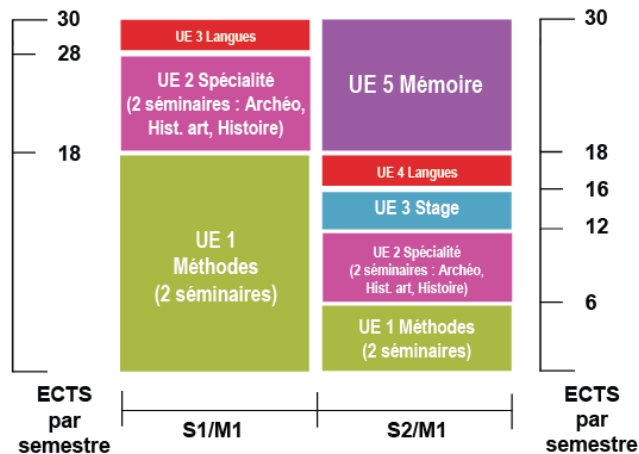 30
28
18
UE 3 Langues
UE 2 Spécialité
(2 séminaires : Archéo,
Hist. art, Histoire)
UE 1
Méthodes
(2 séminaires)
UE 5 Mémoire
UE 4 Langues
UE 3 Stage
UE 2 Spécialité
(2 séminaires : Archéo,
Hist. art, Histoire)
UE 1 Méthodes
(2 séminaires)
30
18
16
12
6
ECTS
par
semestre
S1/M1
S2/M1
ECTS
par
semestre